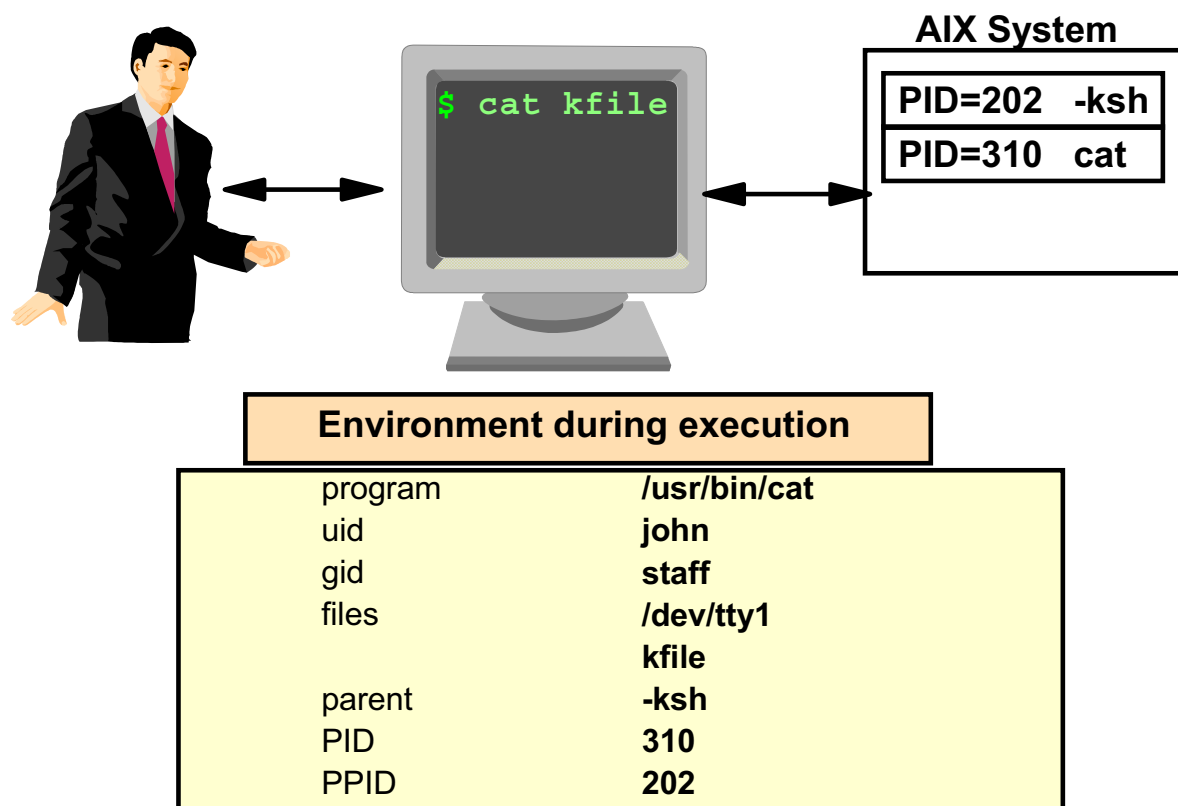 AIX System
$ cat kfile
PID=202 -ksh
PID=310 cat
Environment during execution
program /usr/bin/cat
uid john
gid staff
files /dev/tty1
kfile
parent -ksh
PID 310
PPID 202